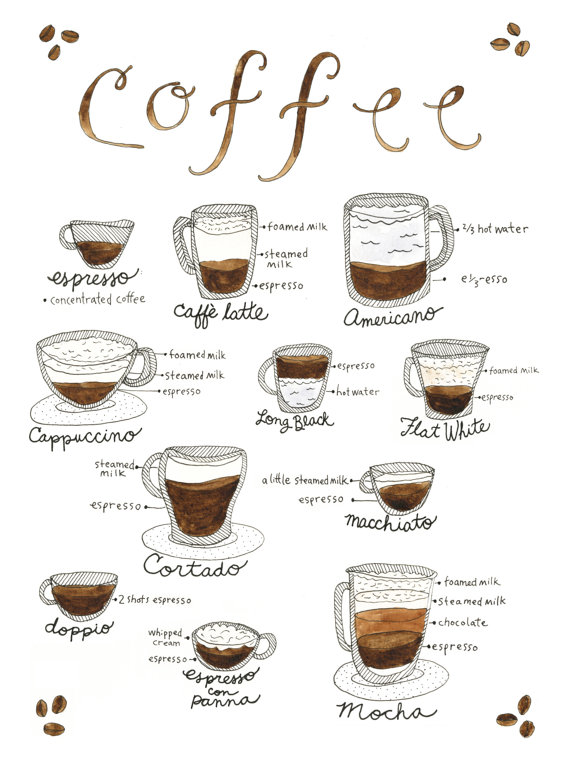 Coffee
espresso
• concentrated coffee
foamed milk
steamed
milk
espresso
Caffè latte
2/3 hot water
e 1/3-esso
Americano
foamed milk
steamed milk
espresso
Cappuccino
espresso
hot water
Long Black
foamed milk
espresso
Flat White
steamed
milk
espresso
Cortado
a little steamed milk
espresso
macchiato
2 shots espresso
doppio
whipped
cream
espresso
espresso
con
panna
foamed milk
steamed milk
chocolate
espresso
Mocha